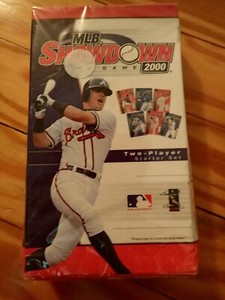 MLB
SHOWDOWN
GAME 2000
Braves
Two-Player
Starter Set